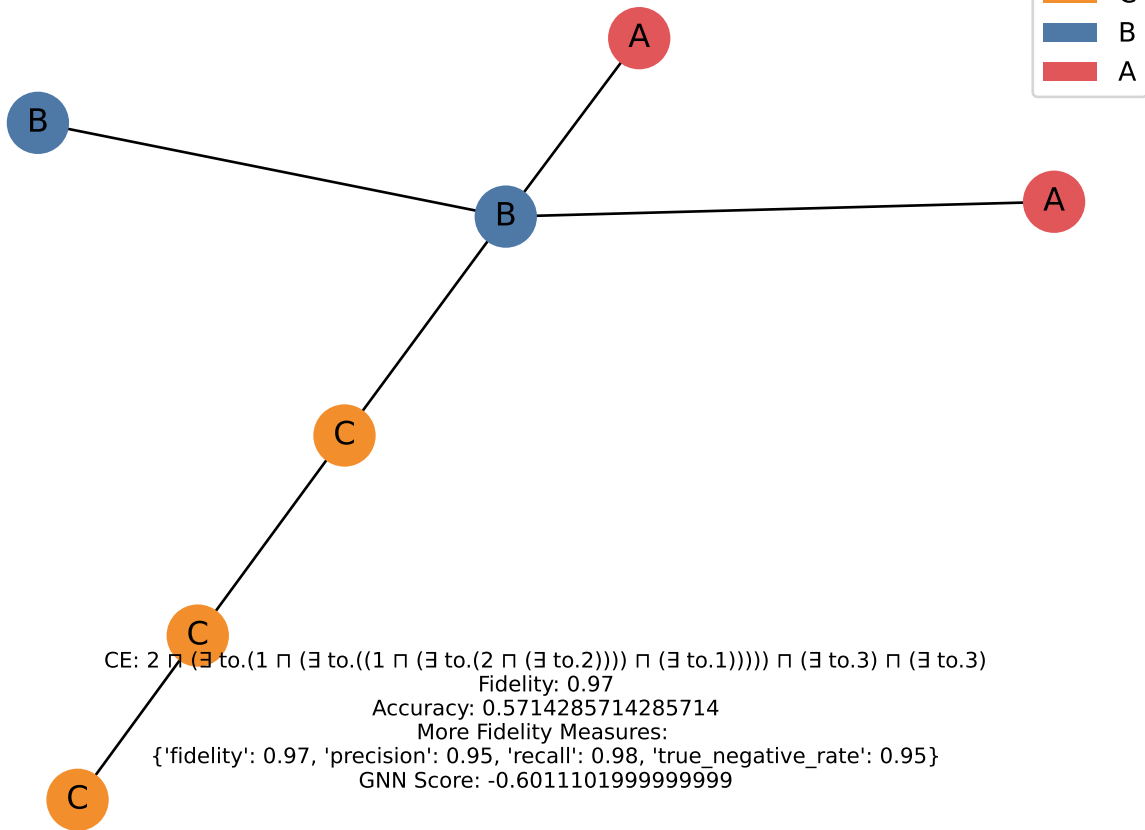 A
B
A
B
B
A
C
C
CE: 2 ⊓ (∃ to.(1 ⊓ (∃ to.((1 ⊓ (∃ to.(2 ⊓ (∃ to.2)))) ⊓ (∃ to.1))))) ⊓ (∃ to.3) ⊓ (∃ to.3)
Fidelity: 0.97
Accuracy: 0.5714285714285714
More Fidelity Measures:
{'fidelity': 0.97, 'precision': 0.95, 'recall': 0.98, 'true_negative_rate': 0.95}
GNN Score: -0.6011101999999999
C